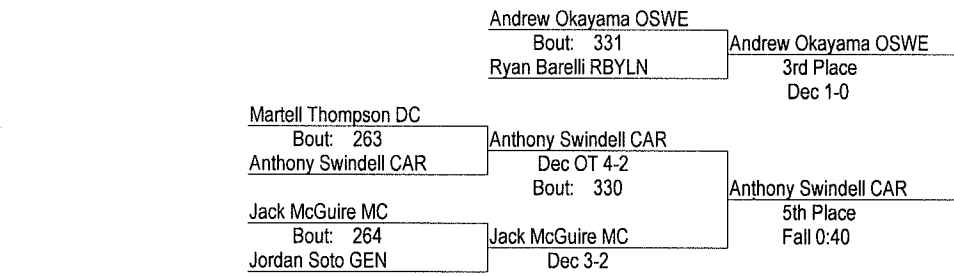 Andrew Okayama OSWE
Bout: 331
Andrew Okayama OSWE
Ryan Barelli RBYLN
3rd Place
Dec 1-0
Martell Thompson DC
Bout: 263
Anthony Swindell CAR
Anthony Swindell CAR
Dec OT 4-2
Bout: 330
Anthony Swindell CAR
5th Place
Fall 0:40
Jack McGuire MC
Bout: 264
Jack McGuire MC
Jordan Soto GEN
Dec 3-2